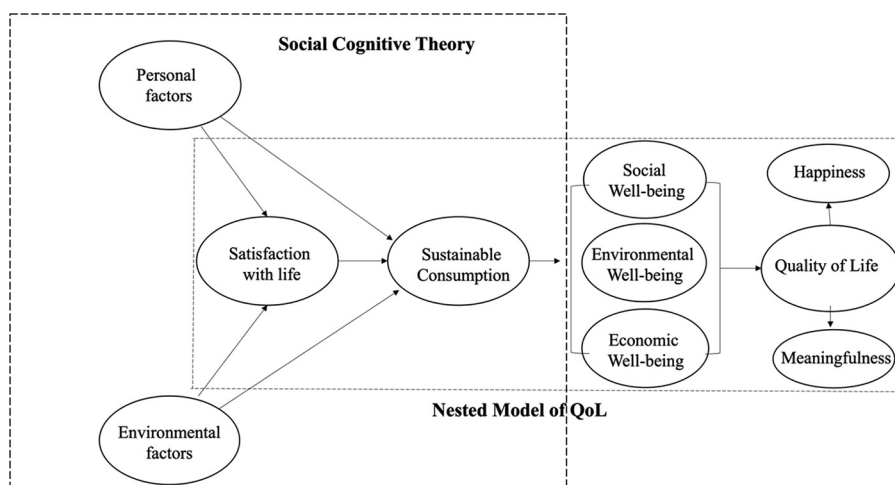 Social Cognitive Theory
Personal
factors
Social
Well-being
Happiness
Satisfaction
with life
Sustainable
Consumption
Environmental
Well-being
Quality of Life
Economic
Well-being
Meaningfulness
Nested Model of QoL
Environmental
factors